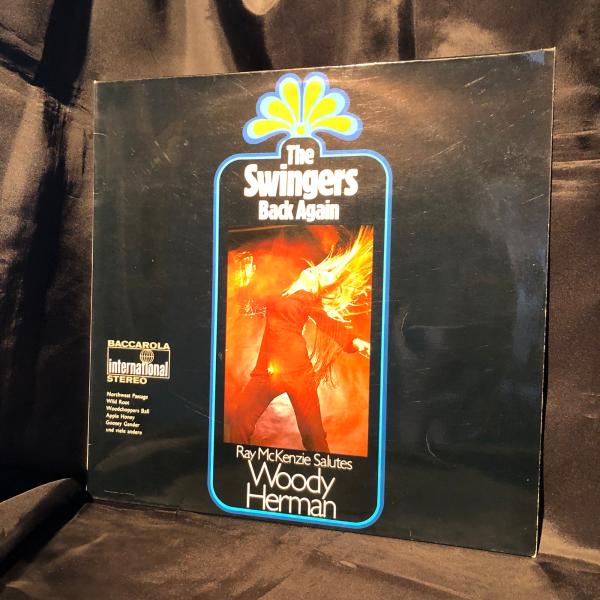 The
Swingers
Back Again
BACCAROLA
international
STEREO
Northwest Passage
Wild Root
Woodchoppers Ball
Apple Honey
Goosey Gander
und viele andere
Ray McKenzie Salutes
Woody
Herman